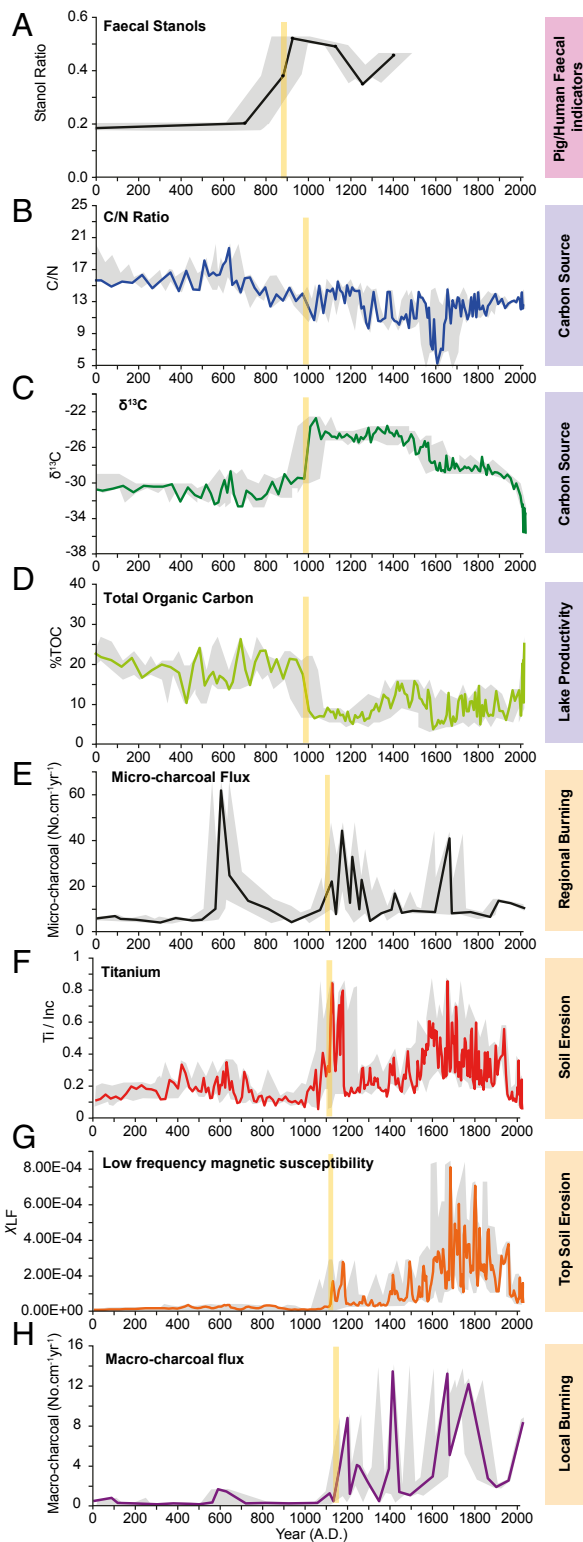 A
Faecal Stanols
Stanol Ratio
0.6
0.4
0.2
0.0
0 200 400 600 800 1000 1200 1400 1600 1800 2000
Pig/Human Faecal
indicators
B
C/N Ratio
C/N
25
21
17
13
9
5
0 200 400 600 800 1000 1200 1400 1600 1800 2000
Carbon Source
C
δ¹³C
δ¹³C
-22
-26
-30
-34
-38
0 200 400 600 800 1000 1200 1400 1600 1800 2000
Carbon Source
D
Total Organic Carbon
%TOC
40
30
20
10
0
0 200 400 600 800 1000 1200 1400 1600 1800 2000
Lake Productivity
E
Micro-charcoal Flux
Micro-charcoal (No.cm⁻¹yr⁻¹)
60
40
20
0
0 200 400 600 800 1000 1200 1400 1600 1800 2000
Regional Burning
F
Titanium
Ti / Inc
1
0.8
0.6
0.4
0.2
0
0 200 400 600 800 1000 1200 1400 1600 1800 2000
Soil Erosion
G
Low frequency magnetic susceptibility
χLF
8.00E-04
6.00E-04
4.00E-04
2.00E-04
0.00E+00
0 200 400 600 800 1000 1200 1400 1600 1800 2000
Top Soil Erosion
H
Macro-charcoal flux
Macro-charcoal (No.cm⁻¹yr⁻¹)
16
12
8
4
0
0 200 400 600 800 1000 1200 1400 1600 1800 2000
Year (A.D.)
Local Burning